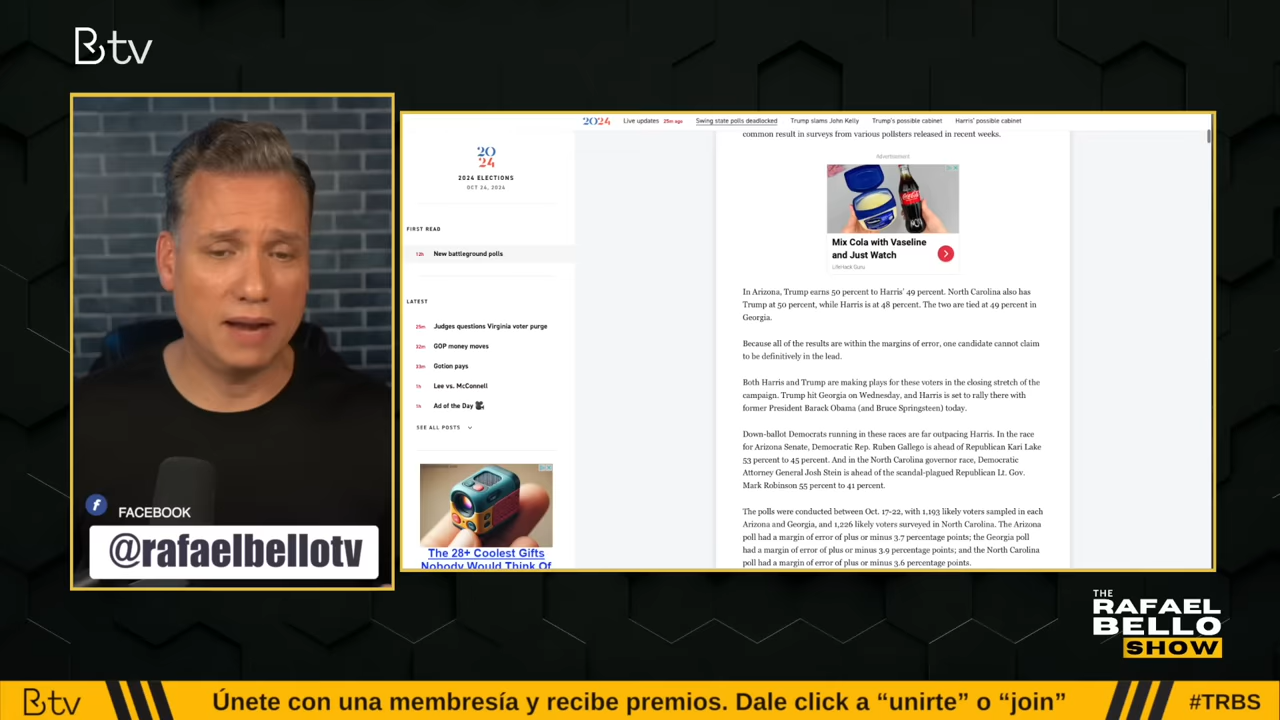 Btv
FACEBOOK
@rafaelbellotv
2024
Live updates 25m ago
Swing state polls deadlocked
Trump slams John Kelly
Trump's possible cabinet
Harris' possible cabinet
20
24
2024 ELECTIONS
OCT 24, 2024
FIRST READ
12h New battleground polls
LATEST
25m Judges questions Virginia voter purge
32m GOP money moves
33m Gotion pays
1h Lee vs. McConnell
1h Ad of the Day
SEE ALL POSTS
The 28+ Coolest Gifts
Nobody Would Think Of
common result in surveys from various pollsters released in recent weeks.
Advertisement
Mix Cola with Vaseline
and Just Watch
LifeHack Guru
In Arizona, Trump earns 50 percent to Harris' 49 percent. North Carolina also has
Trump at 50 percent, while Harris is at 48 percent. The two are tied at 49 percent in
Georgia.
Because all of the results are within the margins of error, one candidate cannot claim
to be definitively in the lead.
Both Harris and Trump are making plays for these voters in the closing stretch of the
campaign. Trump hit Georgia on Wednesday, and Harris is set to rally there with
former President Barack Obama (and Bruce Springsteen) today.
Down-ballot Democrats running in these races are far outpacing Harris. In the race
for Arizona Senate, Democratic Rep. Ruben Gallego is ahead of Republican Kari Lake
53 percent to 45 percent. And in the North Carolina governor race, Democratic
Attorney General Josh Stein is ahead of the scandal-plagued Republican Lt. Gov.
Mark Robinson 55 percent to 41 percent.
The polls were conducted between Oct. 17-22, with 1,193 likely voters sampled in each
Arizona and Georgia, and 1,226 likely voters surveyed in North Carolina. The Arizona
poll had a margin of error of plus or minus 3.7 percentage points; the Georgia poll
had a margin of error of plus or minus 3.9 percentage points; and the North Carolina
poll had a margin of error of plus or minus 3.6 percentage points.
THE
RAFAEL
BELLO
SHOW
Btv
Únete con una membresía y recibe premios. Dale click a “unirte” o “join”
#TRBS